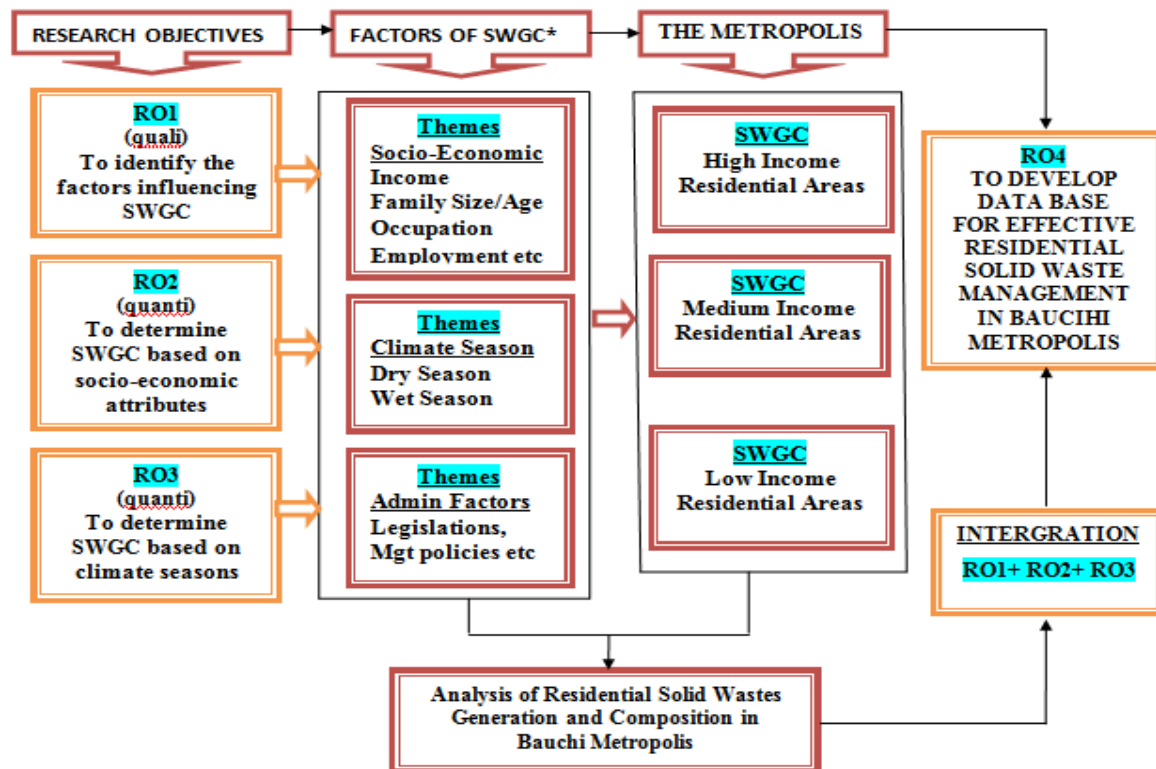 RESEARCH OBJECTIVES
FACTORS OF SWGC*
THE METROPOLIS
RO1
(quali)
To identify the
factors influencing
SWGC
RO2
(quanti)
To determine
SWGC based on
socio-economic
attributes
RO3
(quanti)
To determine
SWGC based on
climate seasons
Themes
Socio-Economic
Income
Family Size/Age
Occupation
Employment etc
Themes
Climate Season
Dry Season
Wet Season
Themes
Admin Factors
Legislations,
Mgt policies etc
SWGC
High Income
Residential Areas
SWGC
Medium Income
Residential Areas
SWGC
Low Income
Residential Areas
RO4
TO DEVELOP
DATA BASE
FOR EFFECTIVE
RESIDENTIAL
SOLID WASTE
MANAGEMENT
IN BAUCIHI
METROPOLIS
INTERGRATION
RO1+ RO2+ RO3
Analysis of Residential Solid Wastes
Generation and Composition in
Bauchi Metropolis